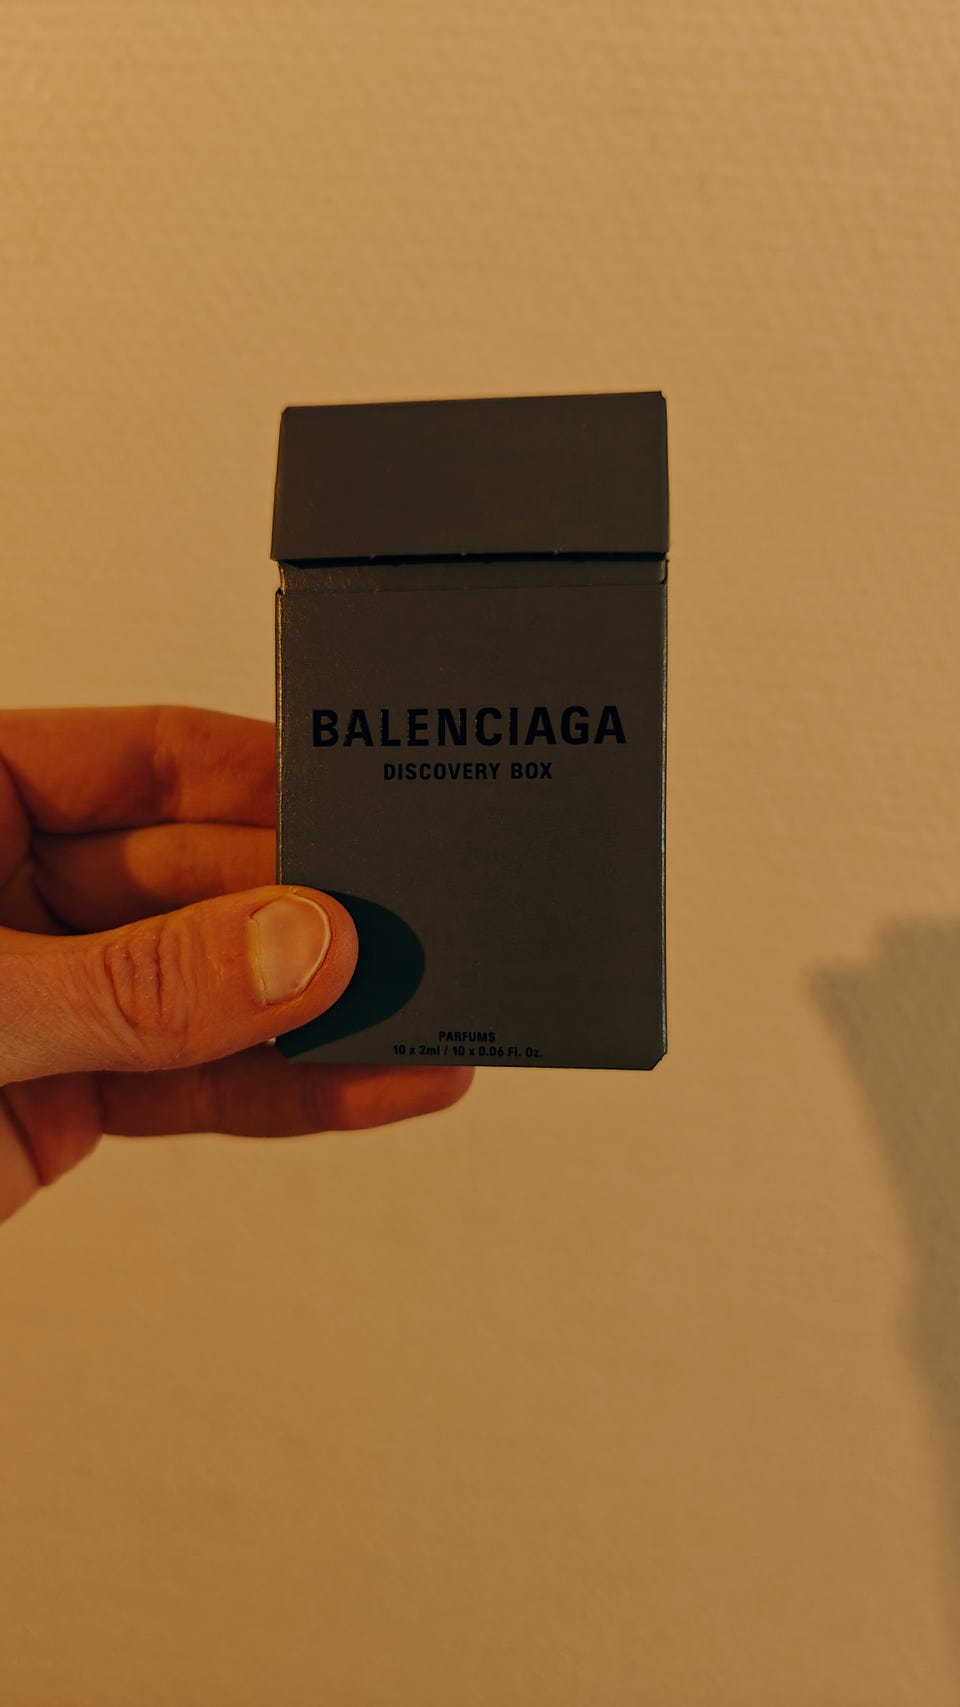 BALENCIAGA
DISCOVERY BOX
PARFUMS
10 x 2ml / 10 x 0.06 Fl. Oz.